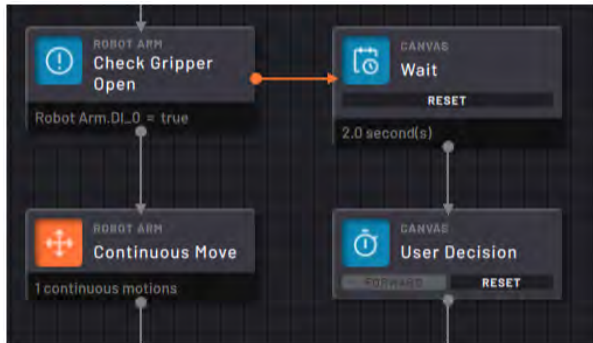 ROBOT ARM
Check Gripper
Open
Robot Arm.DI_0 = true
CANVAS
Wait
RESET
2.0 second(s)
ROBOT ARM
Continuous Move
1 continuous motions
CANVAS
User Decision
FORWARD RESET